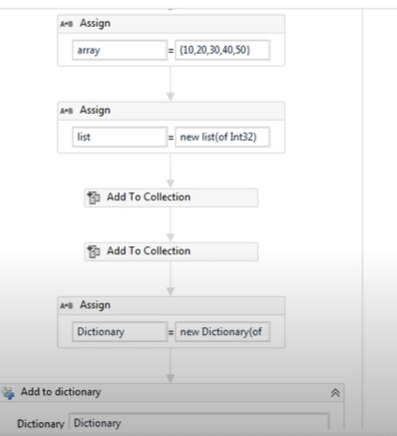 A+B Assign
array = {10,20,30,40,50}
A+B Assign
list = new list(of Int32)
Add To Collection
Add To Collection
A+B Assign
Dictionary = new Dictionary(of
Add to dictionary
Dictionary Dictionary